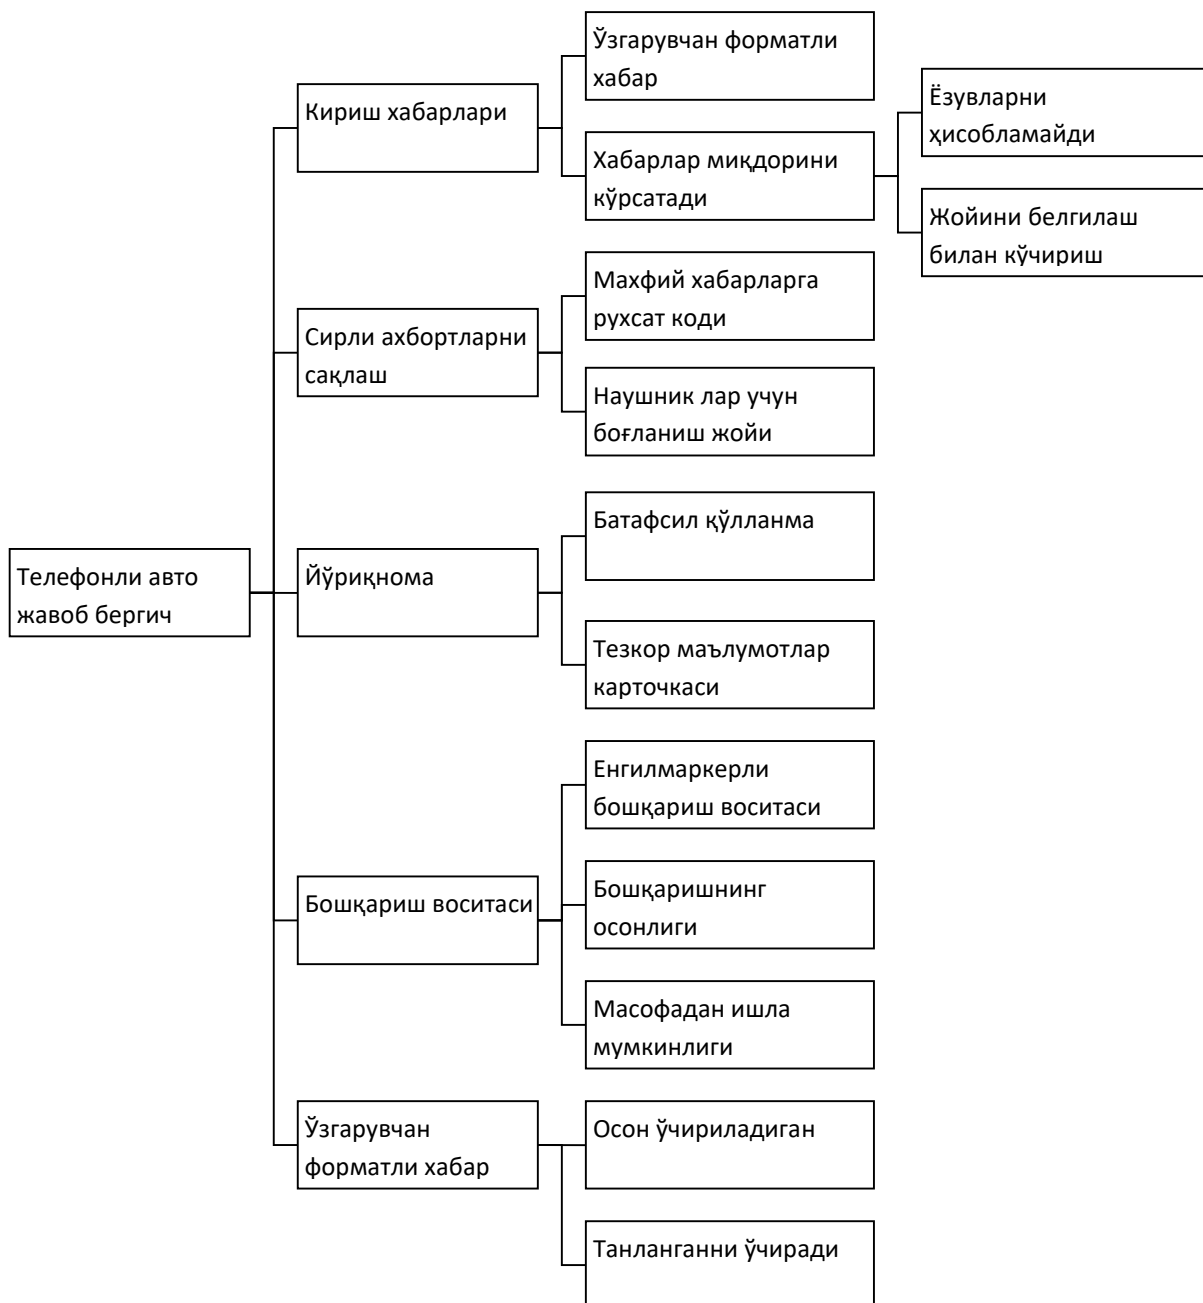 Ўзгарувчан форматли
хабар
Кириш хабарлари
Ёзувларни
ҳисобламайди
Хабарлар миқдорини
кўрсатади
Жойини белгилаш
билан кўчириш
Махфий хабарларга
рухсат коди
Сирли ахбортларни
сақлаш
Наушник лар учун
боғланиш жойи
Батафсил қўлланма
Телефонли авто
жавоб бергич
Йўриқнома
Тезкор маълумотлар
карточкаси
Енгилмаркерли
бошқариш воситаси
Бошқариш воситаси
Бошқаришнинг
осонлиги
Масофадан ишла
мумкинлиги
Ўзгарувчан
форматли хабар
Осон ўчириладиган
Танланганни ўчиради